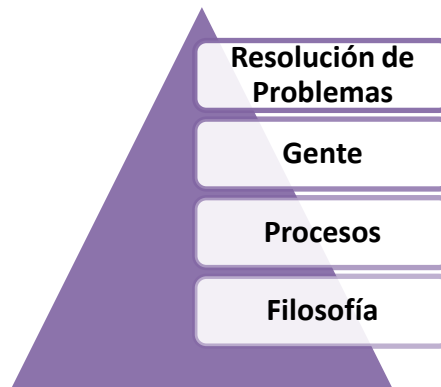 Resolución de
Problemas
Gente
Procesos
Filosofía